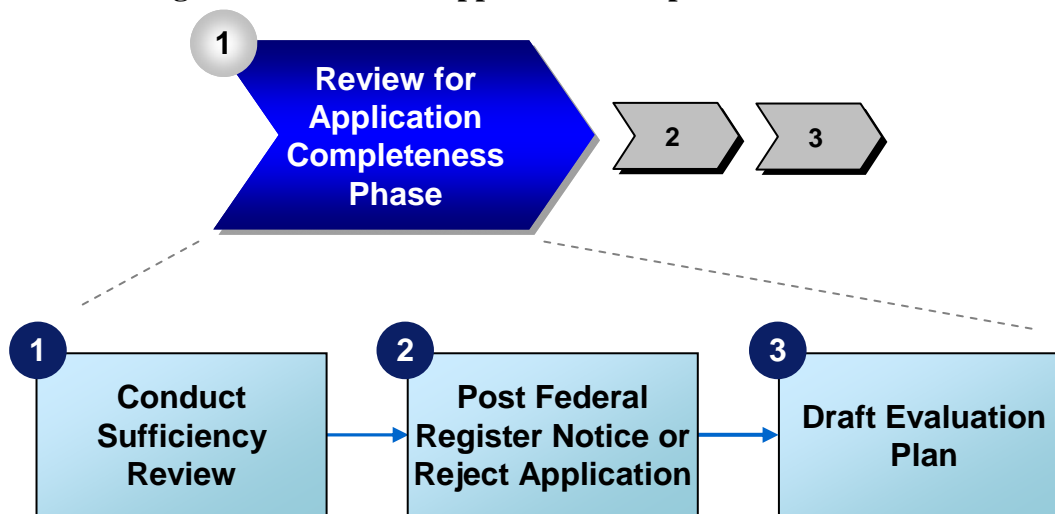 1
Review for
Application
Completeness
Phase
2
3
1
Conduct
Sufficiency
Review
2
Post Federal
Register Notice or
Reject Application
3
Draft Evaluation
Plan